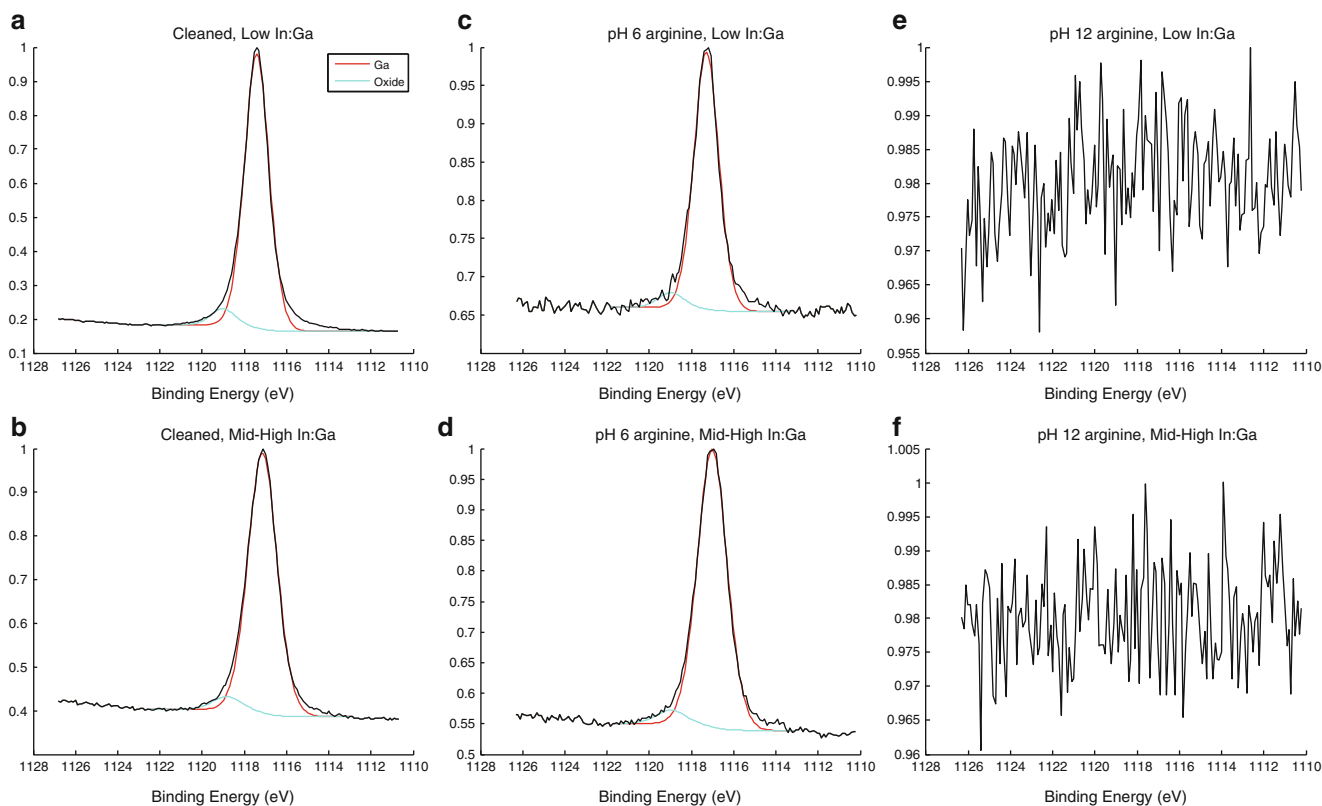 a
Cleaned, Low In:Ga
1
0.9
0.8
0.7
0.6
0.5
0.4
0.3
0.2
0.1
Ga
Oxide
1128 1126 1124 1122 1120 1118 1116 1114 1112 1110
Binding Energy (eV)
c
pH 6 arginine, Low In:Ga
1
0.95
0.9
0.85
0.8
0.75
0.7
0.65
1128 1126 1124 1122 1120 1118 1116 1114 1112 1110
Binding Energy (eV)
e
pH 12 arginine, Low In:Ga
1
0.995
0.99
0.985
0.98
0.975
0.97
0.965
0.96
0.955
1128 1126 1124 1122 1120 1118 1116 1114 1112 1110
Binding Energy (eV)
b
Cleaned, Mid-High In:Ga
1
0.9
0.8
0.7
0.6
0.5
0.4
1128 1126 1124 1122 1120 1118 1116 1114 1112 1110
Binding Energy (eV)
d
pH 6 arginine, Mid-High In:Ga
1
0.95
0.9
0.85
0.8
0.75
0.7
0.65
0.6
0.55
0.5
1128 1126 1124 1122 1120 1118 1116 1114 1112 1110
Binding Energy (eV)
f
pH 12 arginine, Mid-High In:Ga
1.005
1
0.995
0.99
0.985
0.98
0.975
0.97
0.965
0.96
1128 1126 1124 1122 1120 1118 1116 1114 1112 1110
Binding Energy (eV)